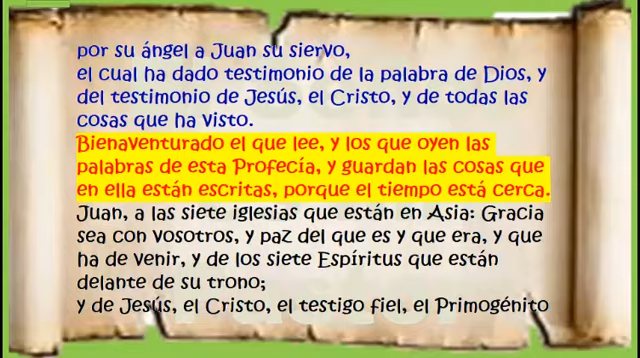 por su ángel a Juan su siervo,
el cual ha dado testimonio de la palabra de Dios, y
del testimonio de Jesús, el Cristo, y de todas las
cosas que ha visto.
Bienaventurado el que lee, y los que oyen las
palabras de esta Profecía, y guardan las cosas que
en ella están escritas, porque el tiempo está cerca.
Juan, a las siete iglesias que están en Asia: Gracia
sea con vosotros, y paz del que es y que era, y que
ha de venir, y de los siete Espíritus que están
delante de su trono;
y de Jesús, el Cristo, el testigo fiel, el Primogénito